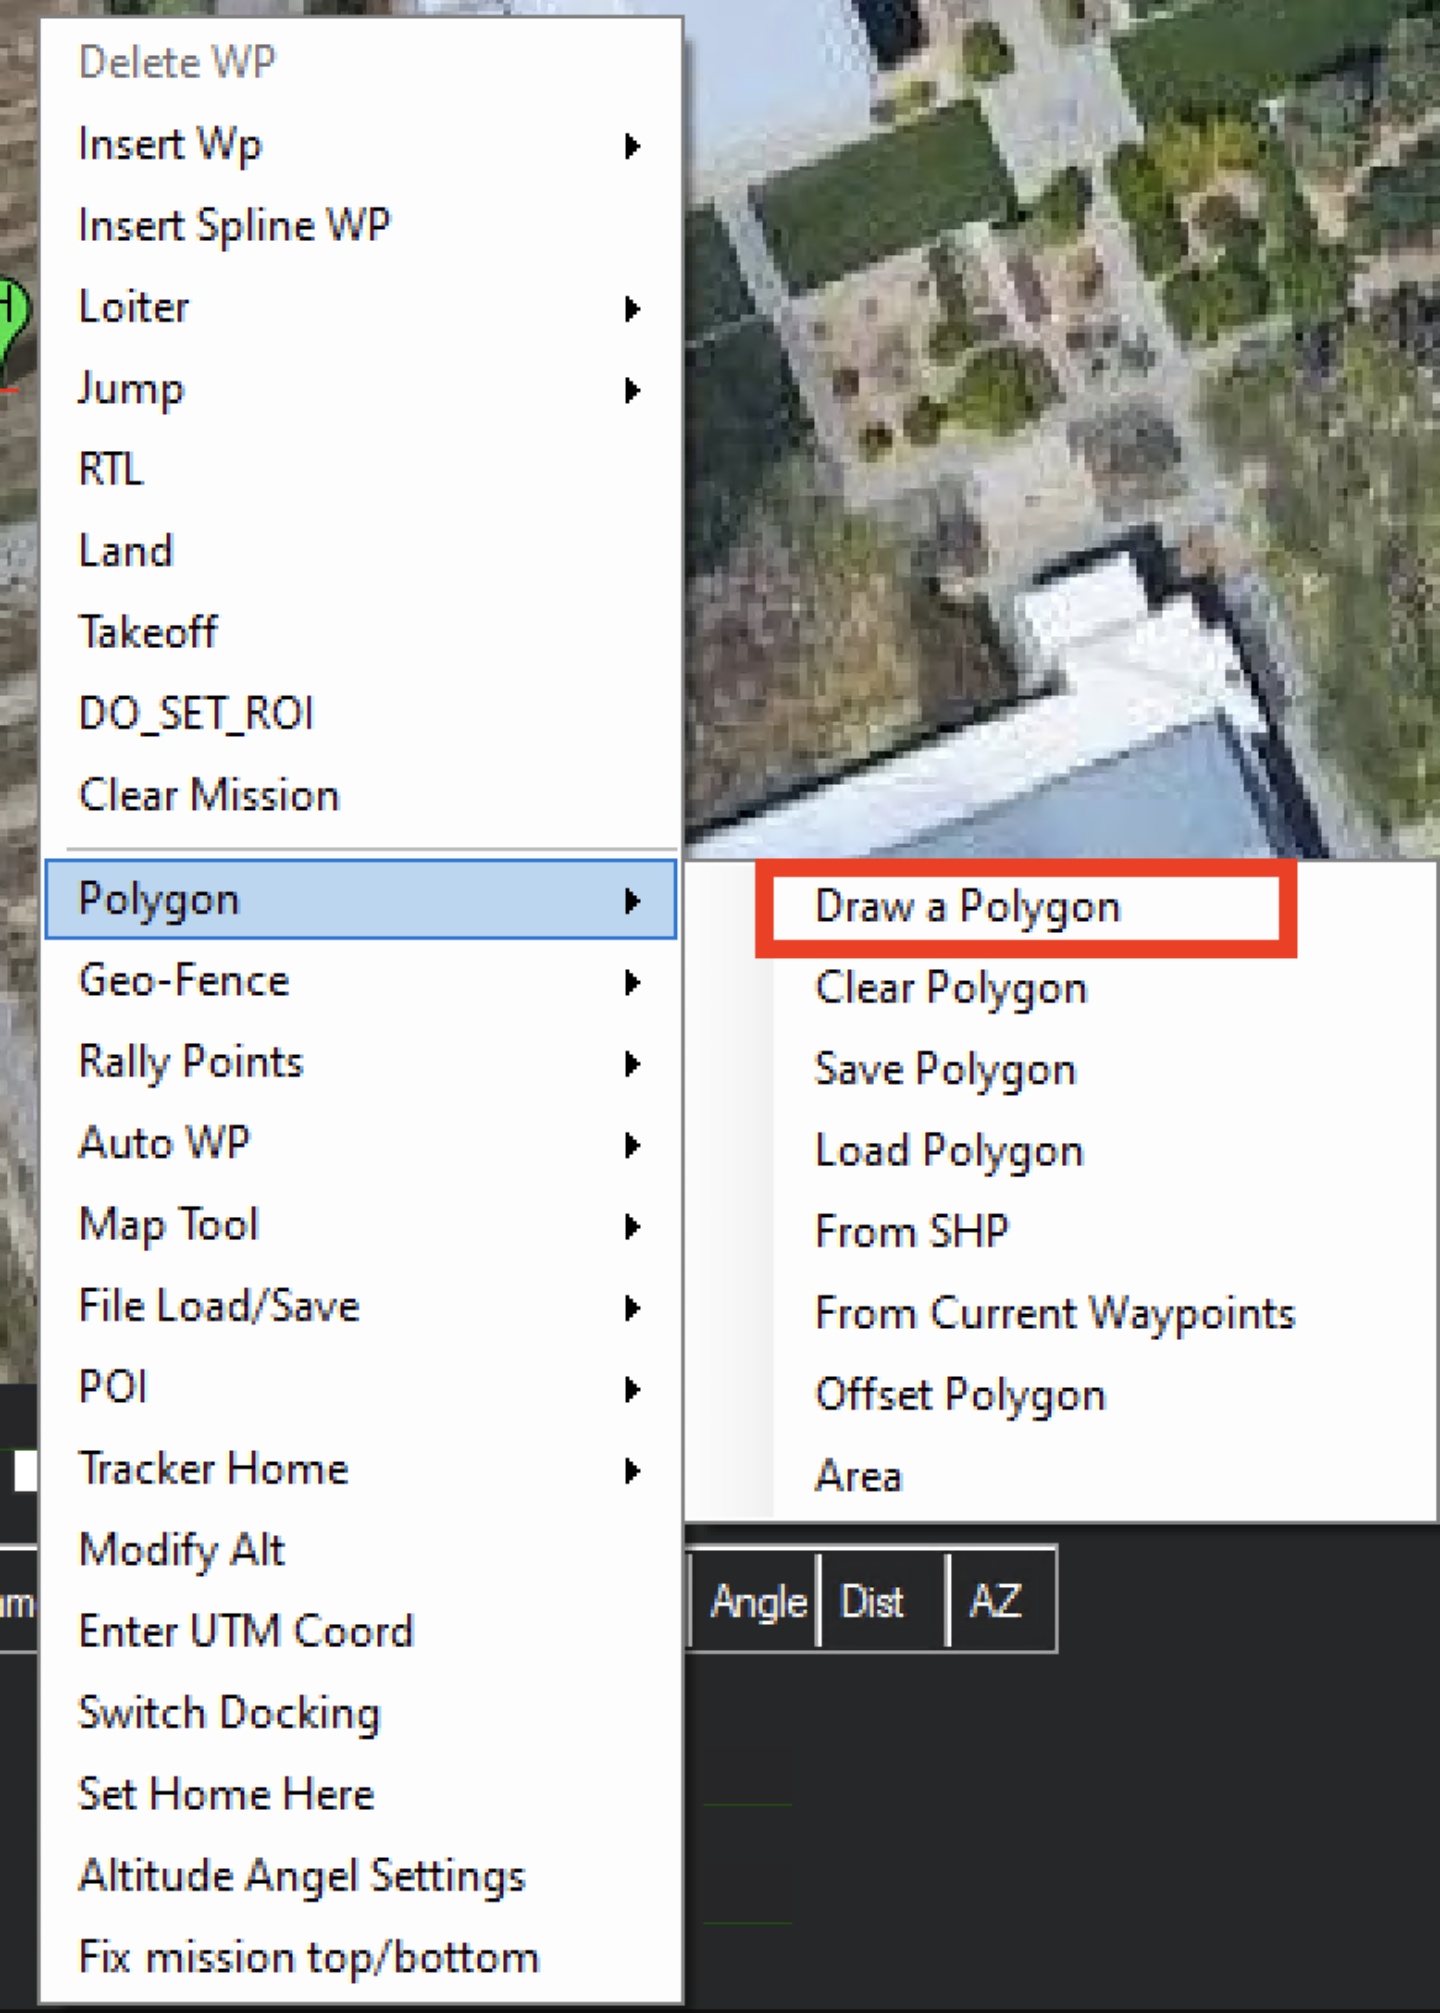 Delete WP
Insert Wp
Insert Spline WP
H
Loiter
Jump
RTL
Land
Takeoff
DO_SET_ROI
Clear Mission
Polygon
Geo-Fence
Rally Points
Auto WP
Map Tool
File Load/Save
POI
Tracker Home
Modify Alt
Enter UTM Coord
Switch Docking
Set Home Here
Altitude Angel Settings
Fix mission top/bottom
Draw a Polygon
Clear Polygon
Save Polygon
Load Polygon
From SHP
From Current Waypoints
Offset Polygon
Area
Angle Dist AZ